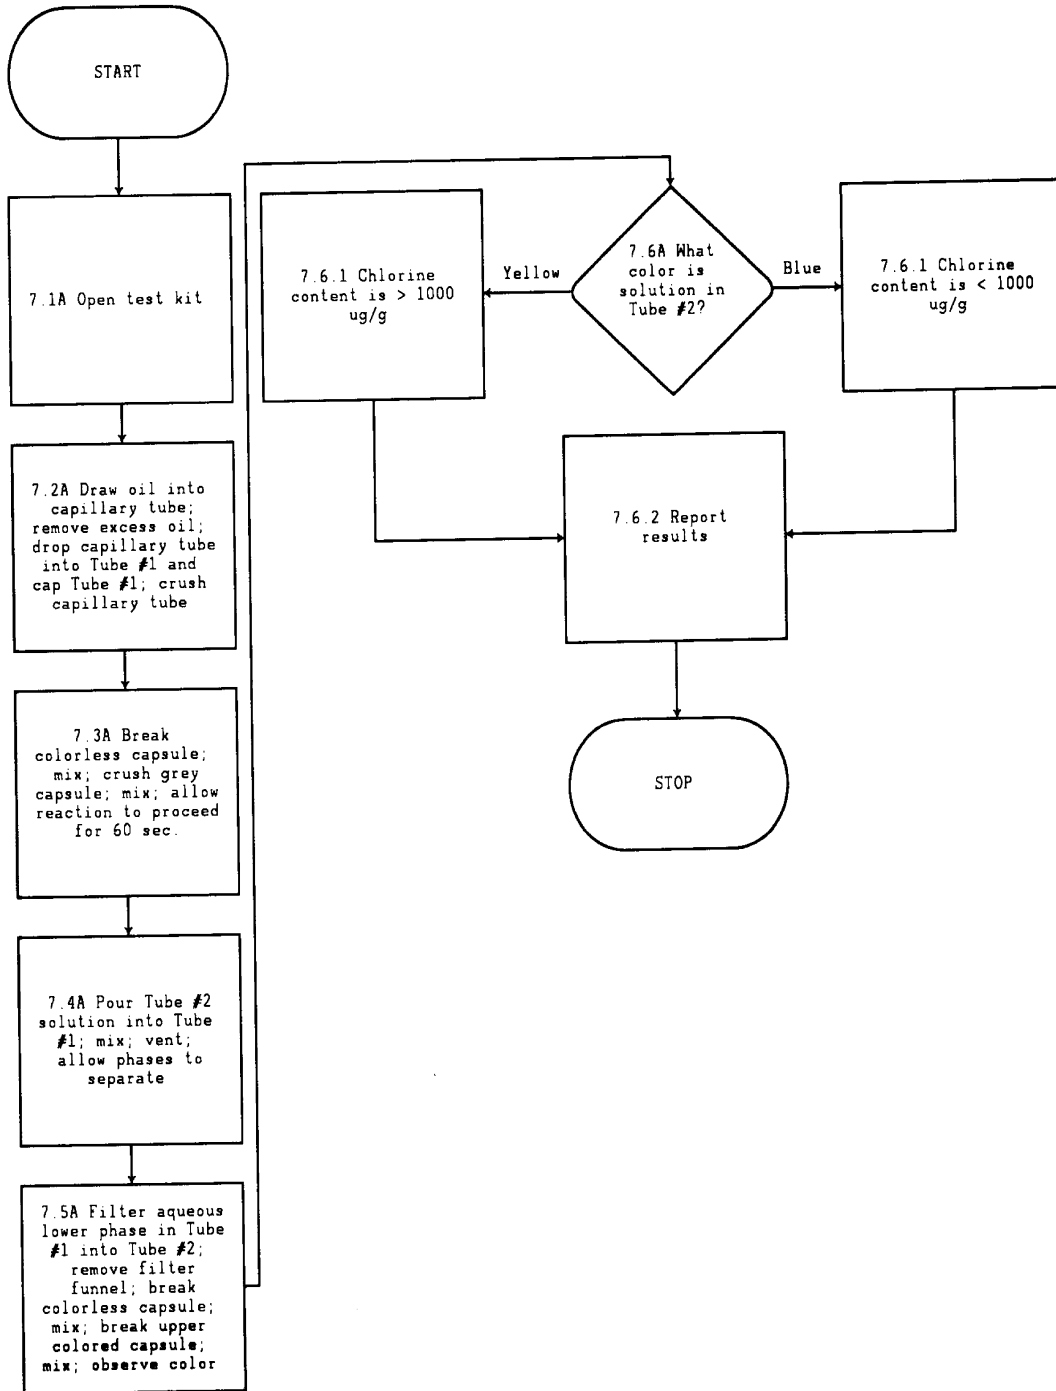 START
7.1A Open test kit
7.2A Draw oil into
capillary tube;
remove excess oil;
drop capillary tube
into Tube #1 and
cap Tube #1; crush
capillary tube
7.3A Break
colorless capsule;
mix; crush grey
capsule; mix; allow
reaction to proceed
for 60 sec.
7.4A Pour Tube #2
solution into Tube
#1; mix; vent;
allow phases to
separate
7.5A Filter aqueous
lower phase in Tube
#1 into Tube #2;
remove filter
funnel; break
colorless capsule;
mix; break upper
colored capsule;
mix; observe color
7.6A What
color is
solution in
Tube #2?
Yellow
7.6.1 Chlorine
content is > 1000
ug/g
Blue
7.6.1 Chlorine
content is < 1000
ug/g
7.6.2 Report
results
STOP